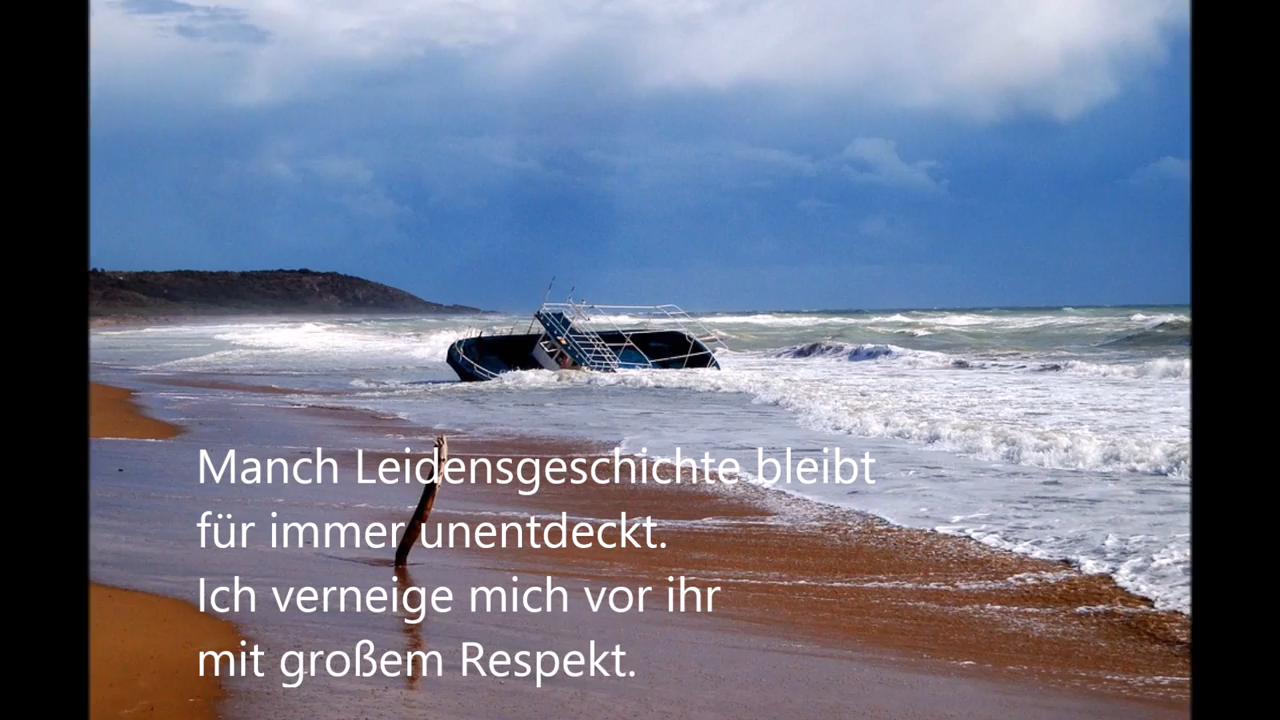 Manch Leidensgeschichte bleibt
für immer unentdeckt.
Ich verneige mich vor ihr
mit großem Respekt.